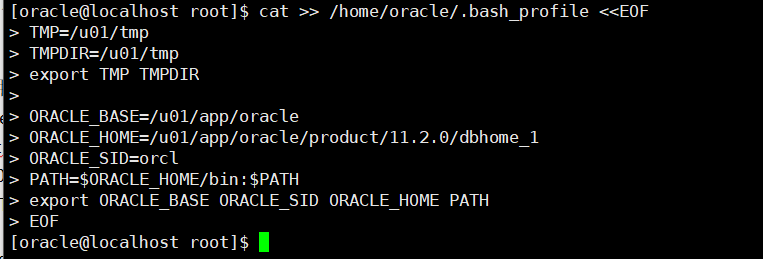 [oracle@localhost root]$ cat >> /home/oracle/.bash_profile <<EOF
> TMP=/u01/tmp
> TMPDIR=/u01/tmp
> export TMP TMPDIR
>
> ORACLE_BASE=/u01/app/oracle
> ORACLE_HOME=/u01/app/oracle/product/11.2.0/dbhome_1
> ORACLE_SID=orcl
> PATH=$ORACLE_HOME/bin:$PATH
> export ORACLE_BASE ORACLE_SID ORACLE_HOME PATH
> EOF
[oracle@localhost root]$